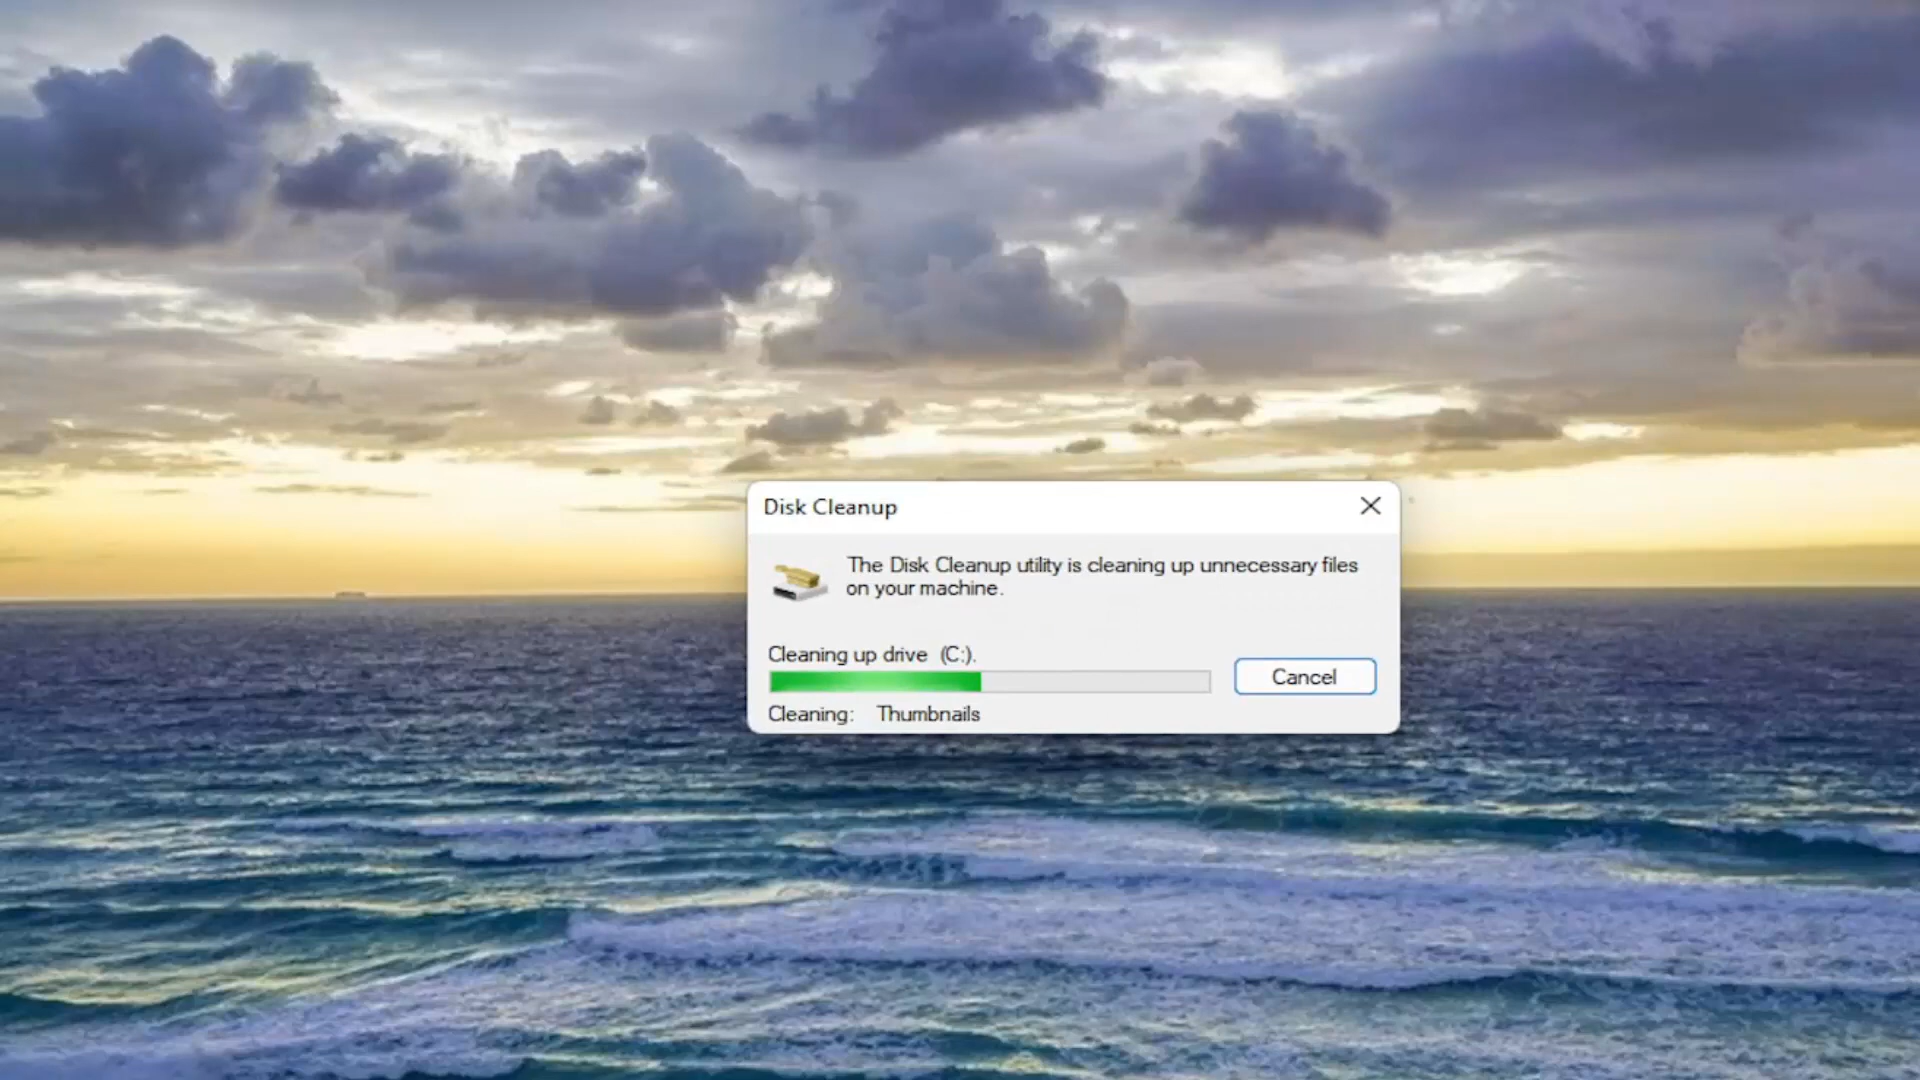 Disk Cleanup
The Disk Cleanup utility is cleaning up unnecessary files
on your machine.
Cleaning up drive (C:).
Cancel
Cleaning: Thumbnails